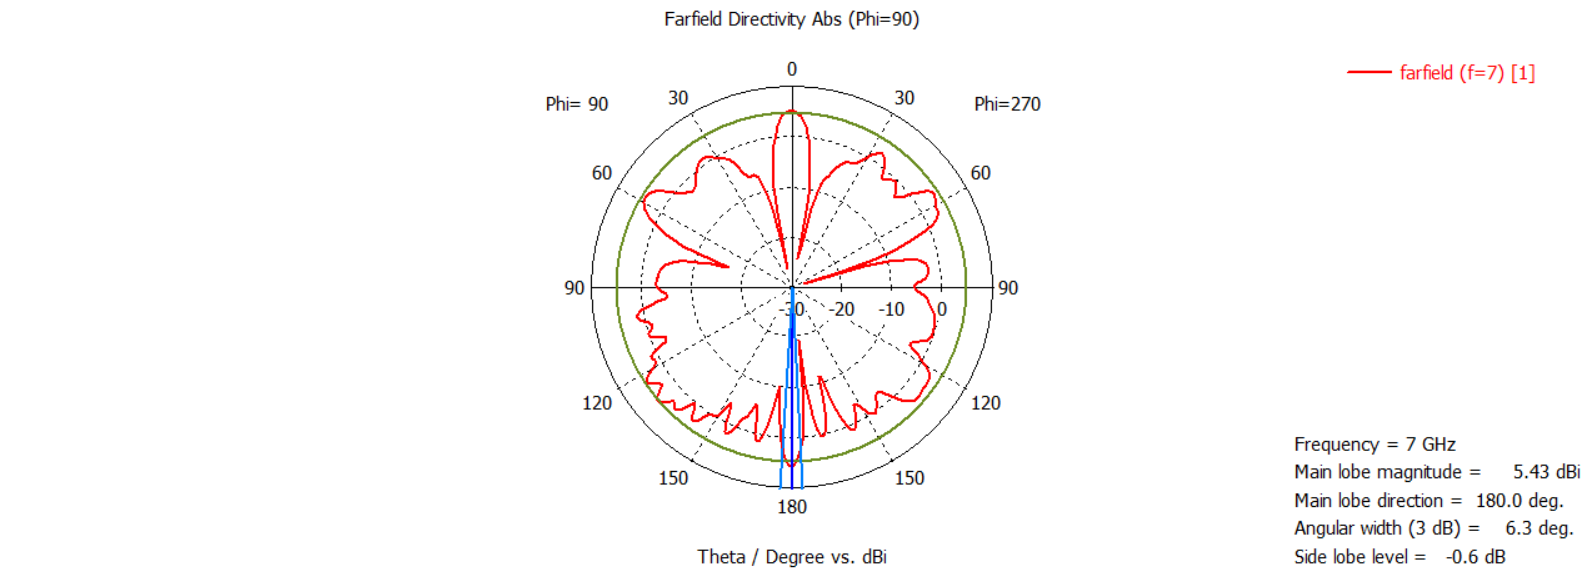 Farfield Directivity Abs (Phi=90)
farfield (f=7) [1]
0
Phi= 90
30
30
Phi=270
60
60
90
90
-30
-20
-10
0
120
120
150
150
180
Frequency = 7 GHz
Main lobe magnitude = 5.43 dBi
Main lobe direction = 180.0 deg.
Angular width (3 dB) = 6.3 deg.
Side lobe level = -0.6 dB
Theta / Degree vs. dBi